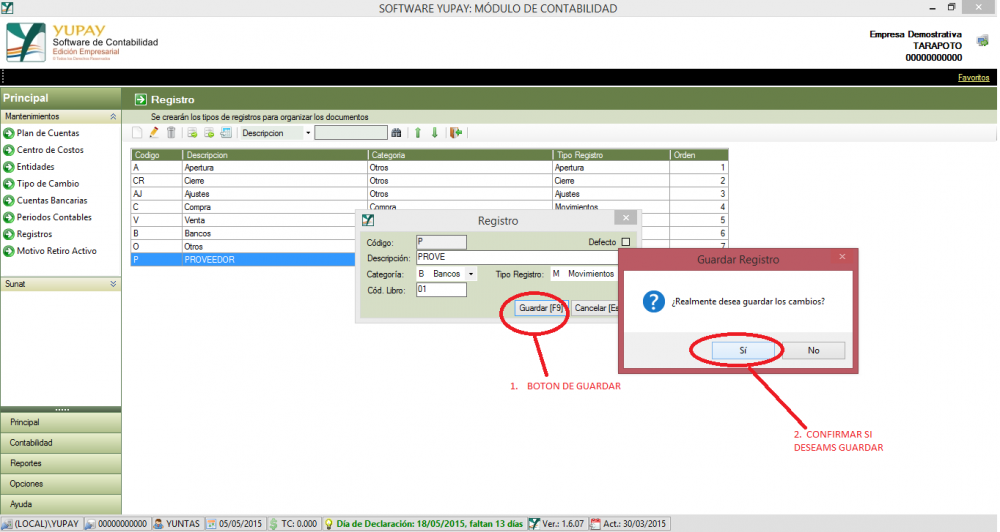 SOFTWARE YUPAY: MÓDULO DE CONTABILIDAD
YUPAY
Software de Contabilidad
Edición Empresarial
© Todos los Derechos Reservados
Empresa Demostrativa
TARAPOTO
00000000000
Favoritos
Principal
Mantenimientos
Plan de Cuentas
Centro de Costos
Entidades
Tipo de Cambio
Cuentas Bancarias
Periodos Contables
Registros
Motivo Retiro Activo
Sunat
Principal
Contabilidad
Reportes
Opciones
Ayuda
Registro
Se crearán los tipos de registros para organizar los documentos
Descripcion
Codigo Descripcion Categoria Tipo Registro Orden
A Apertura Otros Apertura 1
CR Cierre Otros Cierre 2
AJ Ajustes Otros Ajustes 3
C Compra Compra Movimientos 4
V Venta 5
B Bancos 6
O Otros 7
P PROVEEDOR
Registro
Código: P Defecto
Descripción: PROVE
Categoría: B Bancos Tipo Registro: M Movimientos
Cód. Libro: 01
Guardar [F9] Cancelar [Es
Guardar Registro
¿Realmente desea guardar los cambios?
Sí No
1. BOTON DE GUARDAR
2. CONFIRMAR SI
DESEAMS GUARDAR
(LOCAL)\YUPAY 00000000000 YUNTAS 05/05/2015 TC: 0.000 Día de Declaración: 18/05/2015, faltan 13 días Ver.: 1.6.07 Act.: 30/03/2015